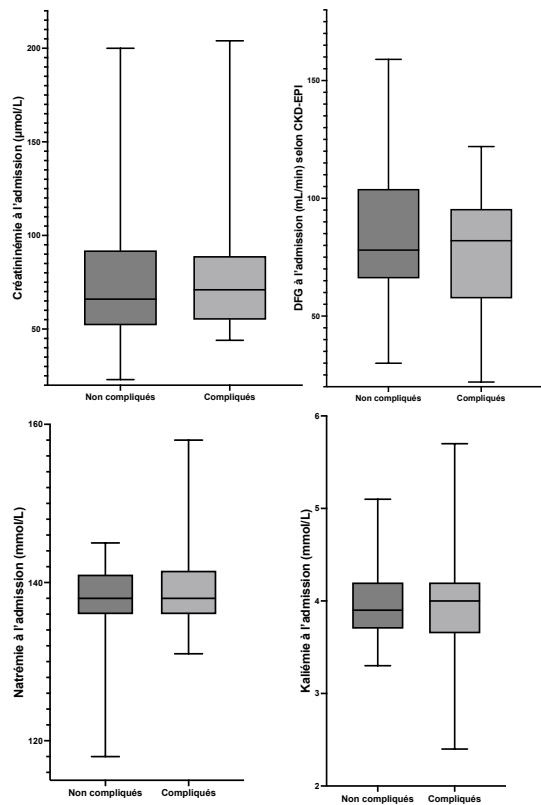 Créatininémie à l'admission (µmol/L)
200
150
100
50
Non compliqués
Compliqués
DFG à l'admission (mL/min) selon CKD-EPI
150
100
50
Non compliqués
Compliqués
Natrémie à l'admission (mmol/L)
160
140
120
Non compliqués
Compliqués
Kaliémie à l'admission (mmol/L)
6
5
4
3
2
Non compliqués
Compliqués